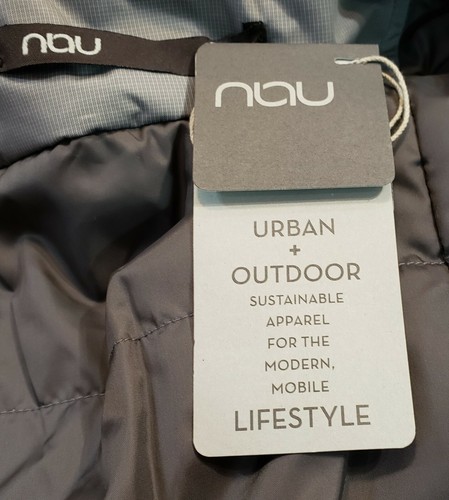 nau
nau
URBAN
+
OUTDOOR
SUSTAINABLE
APPAREL
FOR THE
MODERN,
MOBILE
LIFESTYLE